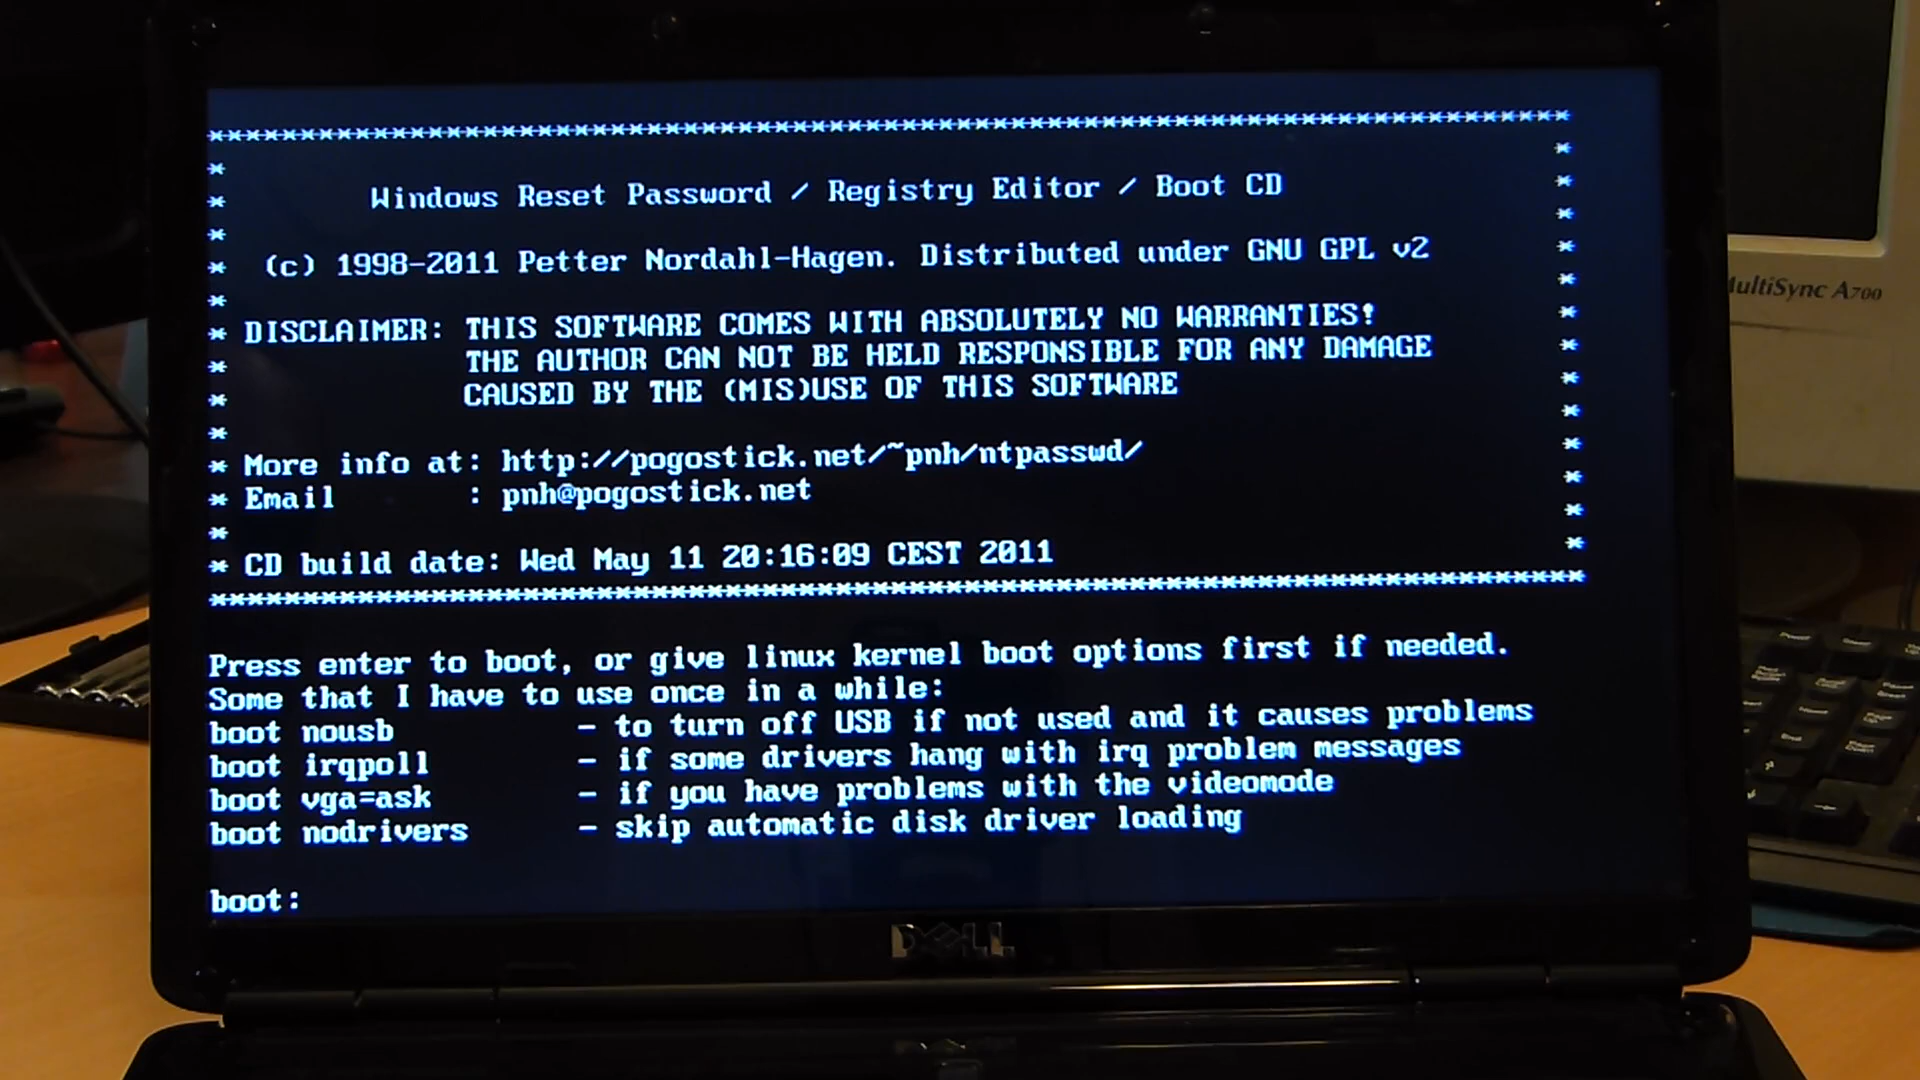 *******************************************************************************
* *
* Windows Reset Password / Registry Editor / Boot CD *
* *
* (c) 1998-2011 Petter Nordahl-Hagen. Distributed under GNU GPL v2 *
* *
* DISCLAIMER: THIS SOFTWARE COMES WITH ABSOLUTELY NO WARRANTIES! *
* THE AUTHOR CAN NOT BE HELD RESPONSIBLE FOR ANY DAMAGE *
* CAUSED BY THE (MIS)USE OF THIS SOFTWARE *
* *
* More info at: http://pogostick.net/~pnh/ntpasswd/ *
* Email : pnh@pogostick.net *
* *
* CD build date: Wed May 11 20:16:09 CEST 2011 *
*******************************************************************************
Press enter to boot, or give linux kernel boot options first if needed.
Some that I have to use once in a while:
boot nousb - to turn off USB if not used and it causes problems
boot irqpoll - if some drivers hang with irq problem messages
boot vga=ask - if you have problems with the videomode
boot nodrivers - skip automatic disk driver loading
boot:
DELL
MultiSync A700